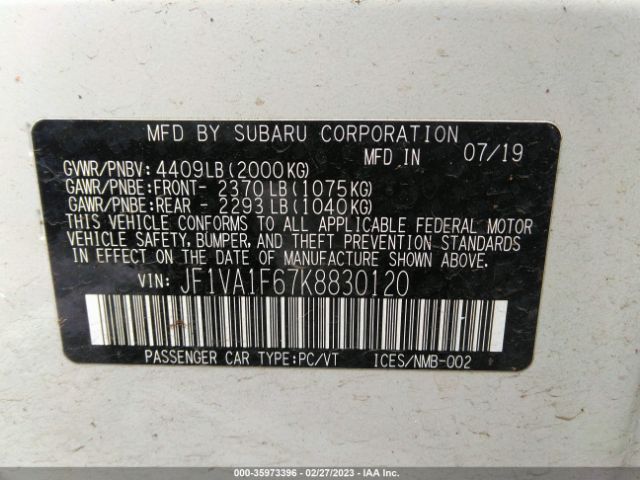 MFD BY SUBARU CORPORATION
MFD IN 07/19
GVWR/PNBV: 4409LB(2000KG)
GAWR/PNBE:FRONT- 2370LB(1075KG)
GAWR/PNBE:REAR - 2293LB(1040KG)
THIS VEHICLE CONFORMS TO ALL APPLICABLE FEDERAL MOTOR
VEHICLE SAFETY, BUMPER, AND THEFT PREVENTION STANDARDS
IN EFFECT ON THE DATE OF MANUFACTURE SHOWN ABOVE.
VIN: JF1VA1F67K8830120
PASSENGER CAR TYPE:PC/VT ICES/NMB-002
000-35973396 - 02/27/2023 - IAA Inc.